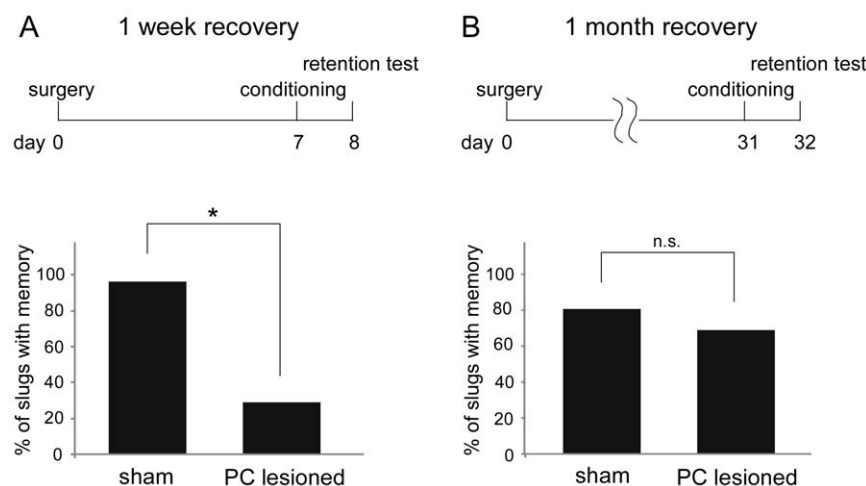 A
1 week recovery
retention test
surgery
conditioning
day 0
7
8
% of slugs with memory
100
80
60
40
20
0
*
sham
PC lesioned
B
1 month recovery
retention test
surgery
conditioning
day 0
31
32
% of slugs with memory
100
80
60
40
20
0
n.s.
sham
PC lesioned